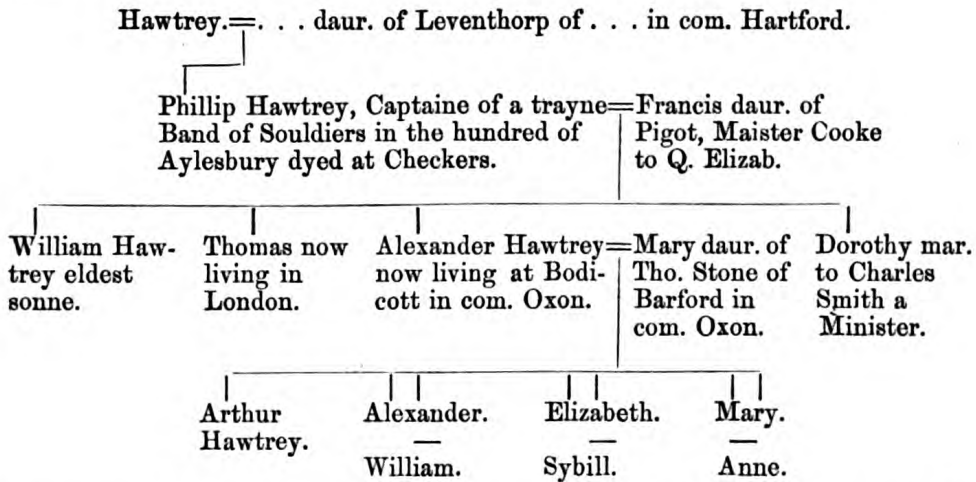 Hawtrey.=. . . daur. of Leventhorp of . . . in com. Hartford.
Phillip Hawtrey, Captaine of a trayne=Francis daur. of
Band of Souldiers in the hundred of Pigot, Maister Cooke
Aylesbury dyed at Checkers. to Q. Elizab.
William Haw-
trey eldest
sonne.
Thomas now
living in
London.
Alexander Hawtrey=Mary daur. of
now living at Bodi- Tho. Stone of
cott in com. Oxon. Barford in
com. Oxon.
Dorothy mar.
to Charles
Smith a
Minister.
Arthur
Hawtrey.
Alexander.
—
William.
Elizabeth.
—
Sybill.
Mary.
—
Anne.